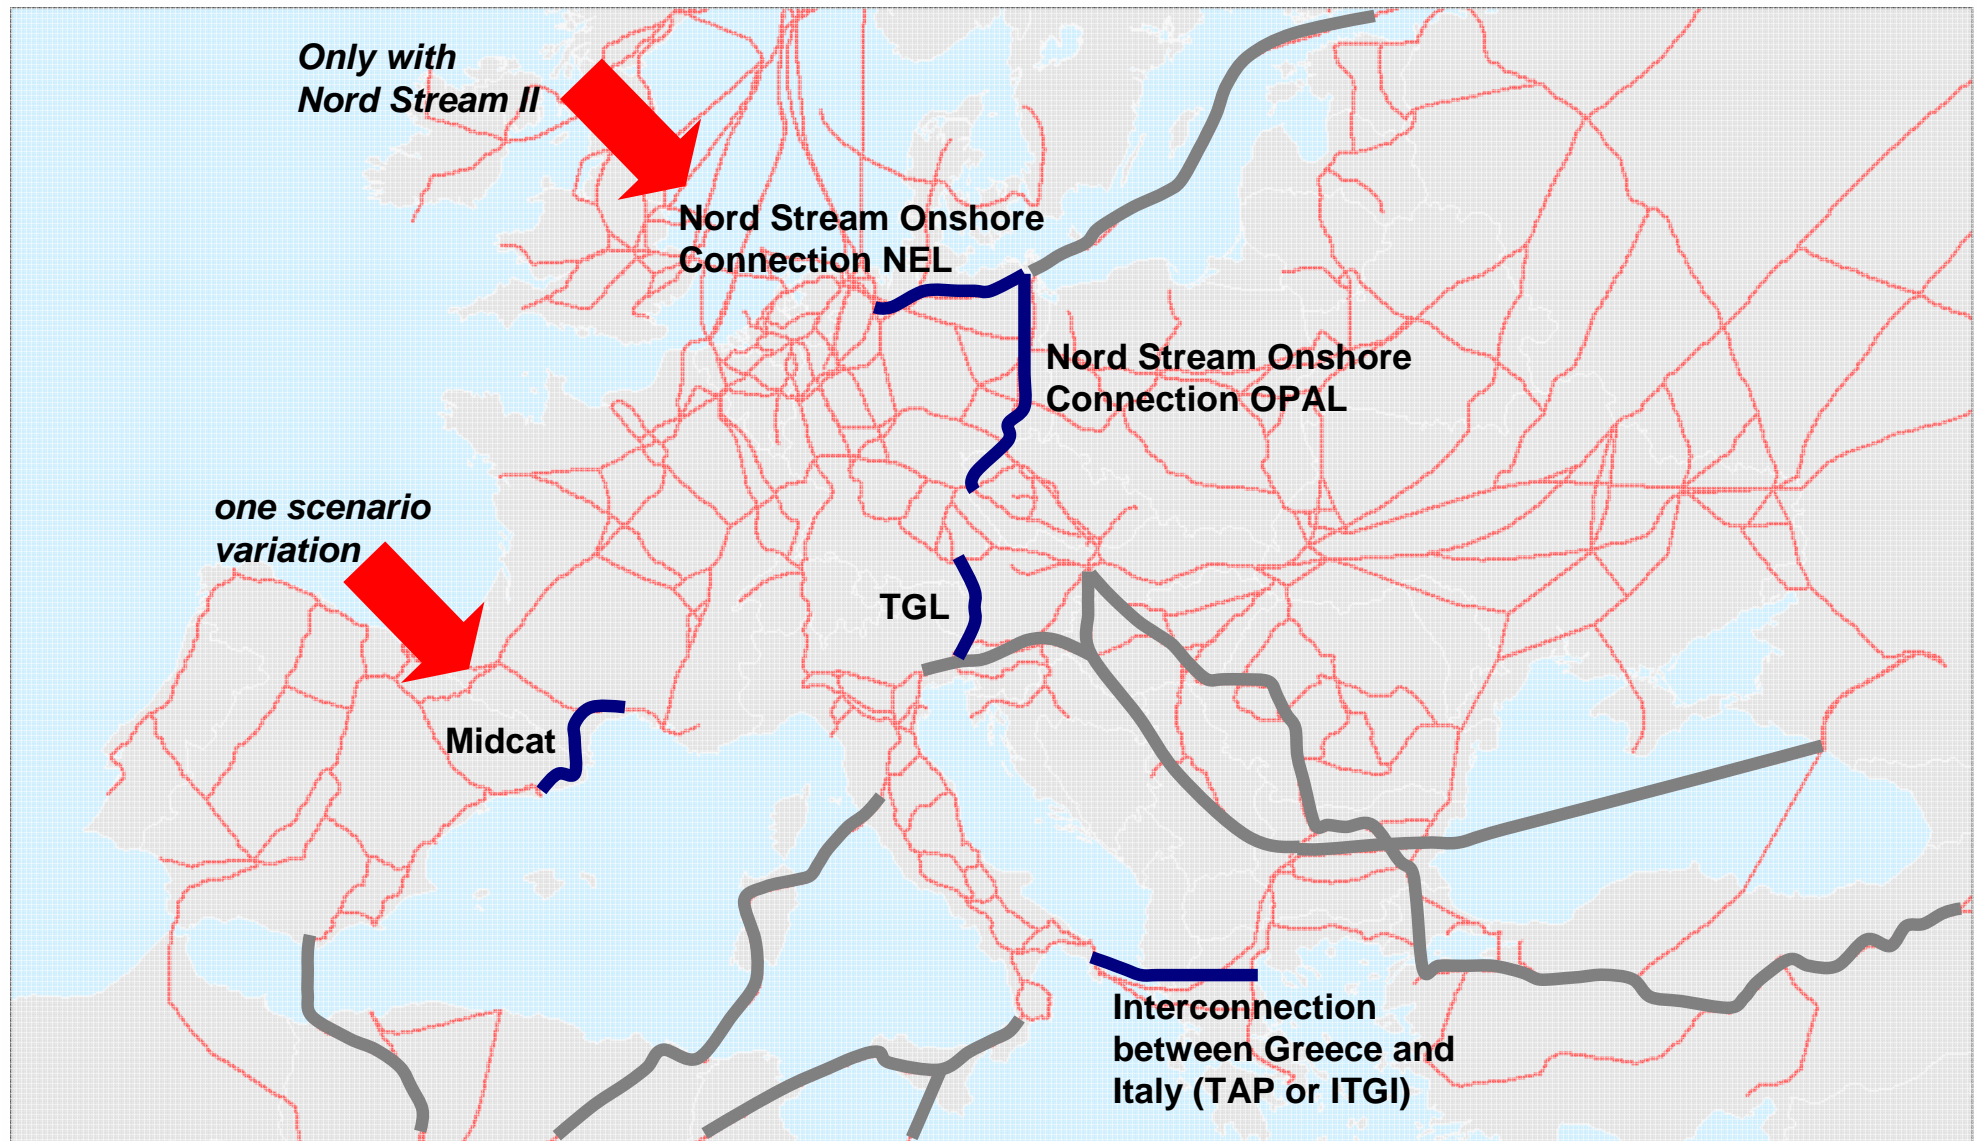 Only with
Nord Stream II
Nord Stream Onshore
Connection NEL
Nord Stream Onshore
Connection OPAL
one scenario
variation
TGL
Midcat
Interconnection
between Greece and
Italy (TAP or ITGI)